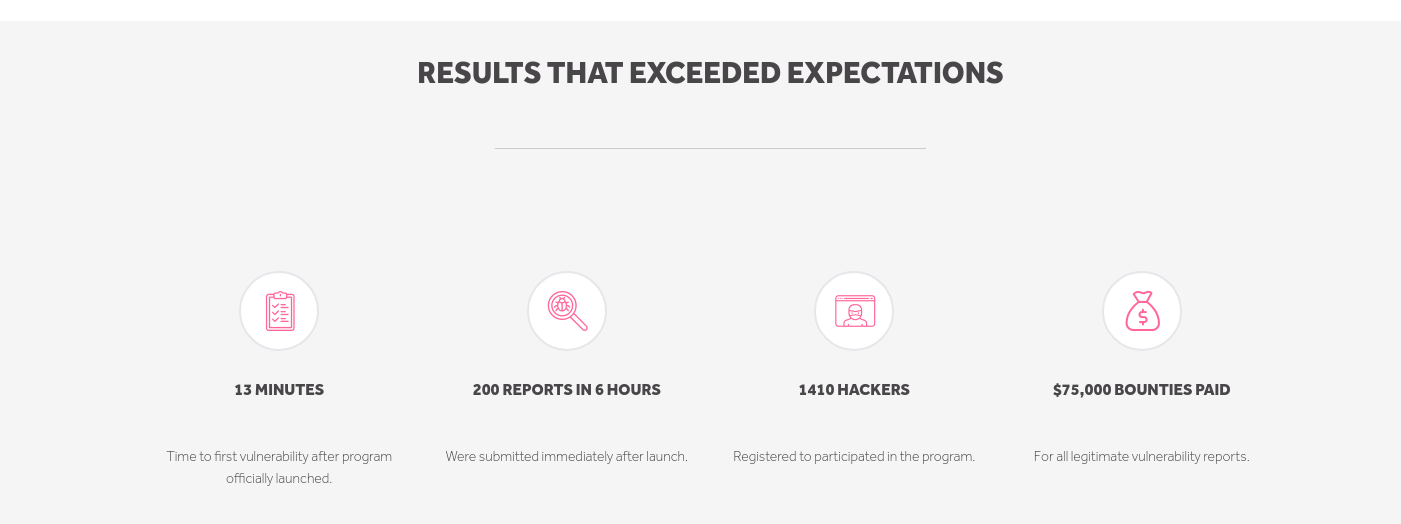 RESULTS THAT EXCEEDED EXPECTATIONS
13 MINUTES
Time to first vulnerability after program
officially launched.
200 REPORTS IN 6 HOURS
Were submitted immediately after launch.
1410 HACKERS
Registered to participated in the program.
$75,000 BOUNTIES PAID
For all legitimate vulnerability reports.